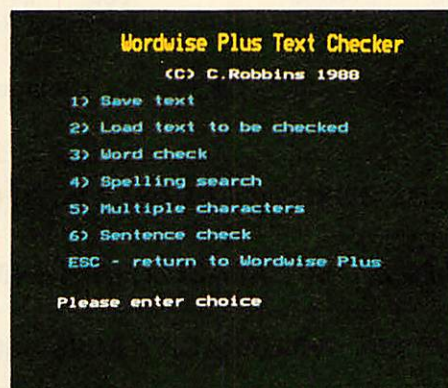 Wordwise Plus Text Checker
(C) C.Robbins 1988
1) Save text
2) Load text to be checked
3) Word check
4) Spelling search
5) Multiple characters
6) Sentence check
ESC - return to Wordwise Plus
Please enter choice